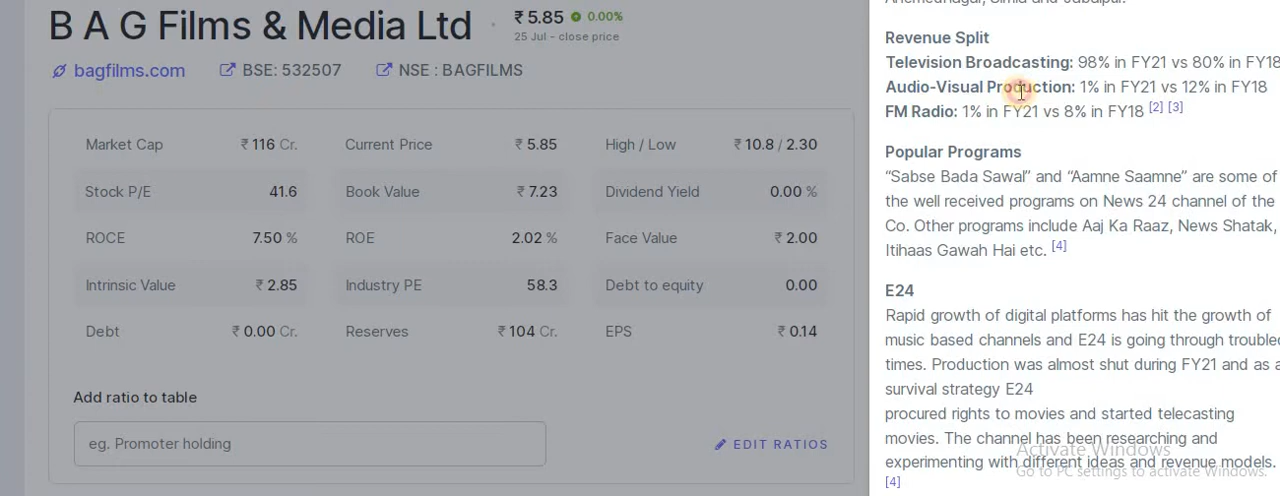 B A G Films & Media Ltd
₹ 5.85 0.00%
25 Jul - close price
bagfilms.com BSE: 532507 NSE : BAGFILMS
Market Cap ₹ 116 Cr. Current Price ₹ 5.85 High / Low ₹ 10.8 / 2.30
Stock P/E 41.6 Book Value ₹ 7.23 Dividend Yield 0.00 %
ROCE 7.50 % ROE 2.02 % Face Value ₹ 2.00
Intrinsic Value ₹ 2.85 Industry PE 58.3 Debt to equity 0.00
Debt ₹ 0.00 Cr. Reserves ₹ 104 Cr. EPS ₹ 0.14
Add ratio to table
eg. Promoter holding
EDIT RATIOS
Revenue Split
Television Broadcasting: 98% in FY21 vs 80% in FY18
Audio-Visual Production: 1% in FY21 vs 12% in FY18
FM Radio: 1% in FY21 vs 8% in FY18 [2] [3]
Popular Programs
“Sabse Bada Sawal” and “Aamne Saamne” are some of
the well received programs on News 24 channel of the
Co. Other programs include Aaj Ka Raaz, News Shatak,
Itihaas Gawah Hai etc. [4]
E24
Rapid growth of digital platforms has hit the growth of
music based channels and E24 is going through trouble
times. Production was almost shut during FY21 and as a
survival strategy E24
procured rights to movies and started telecasting
movies. The channel has been researching and
experimenting with different ideas and revenue models.
[4]
Activate Windows
Go to PC settings to activate Windows.